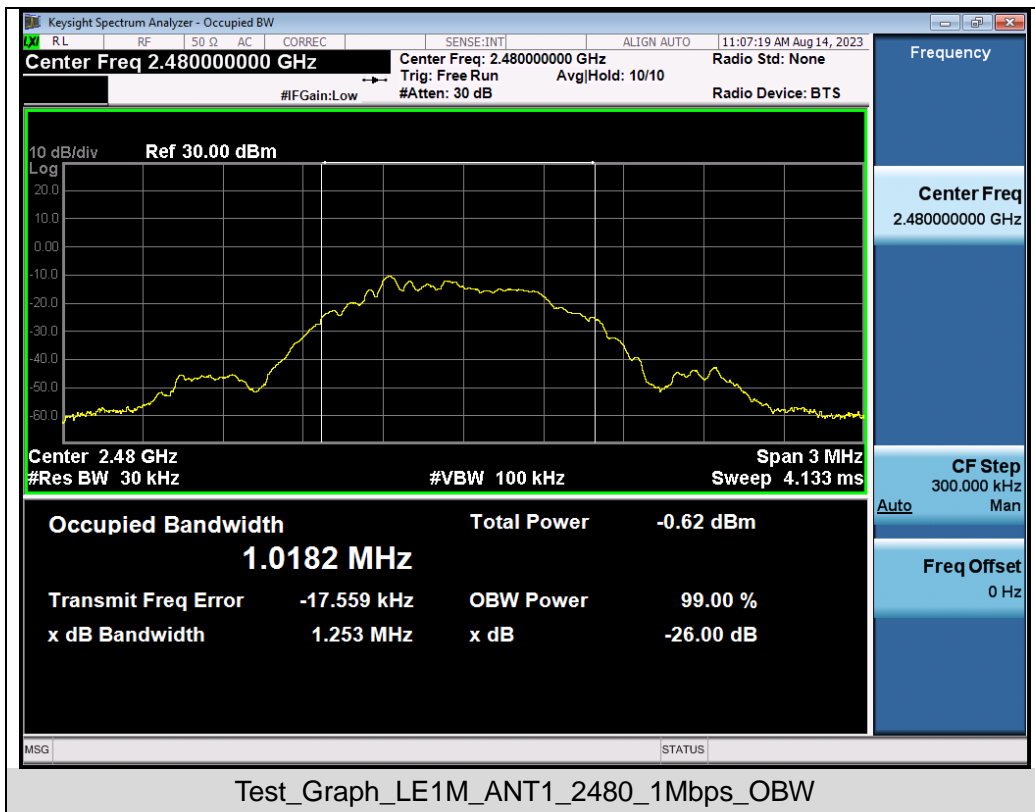 Keysight Spectrum Analyzer - Occupied BW
LXI RL RF 50 Ω AC CORREC SENSE:INT ALIGN AUTO 11:07:19 AM Aug 14, 2023
Center Freq 2.480000000 GHz
Center Freq: 2.480000000 GHz
Radio Std: None
Trig: Free Run Avg|Hold: 10/10
#IFGain:Low
#Atten: 30 dB
Radio Device: BTS
10 dB/div Ref 30.00 dBm
Log
20.0
10.0
0.00
-10.0
-20.0
-30.0
-40.0
-50.0
-60.0
Center 2.48 GHz Span 3 MHz
#Res BW 30 kHz #VBW 100 kHz Sweep 4.133 ms
Occupied Bandwidth Total Power -0.62 dBm
1.0182 MHz
Transmit Freq Error -17.559 kHz OBW Power 99.00 %
x dB Bandwidth 1.253 MHz x dB -26.00 dB
MSG STATUS
Frequency
Center Freq
2.480000000 GHz
CF Step
300.000 kHz
Auto Man
Freq Offset
0 Hz
Test_Graph_LE1M_ANT1_2480_1Mbps_OBW